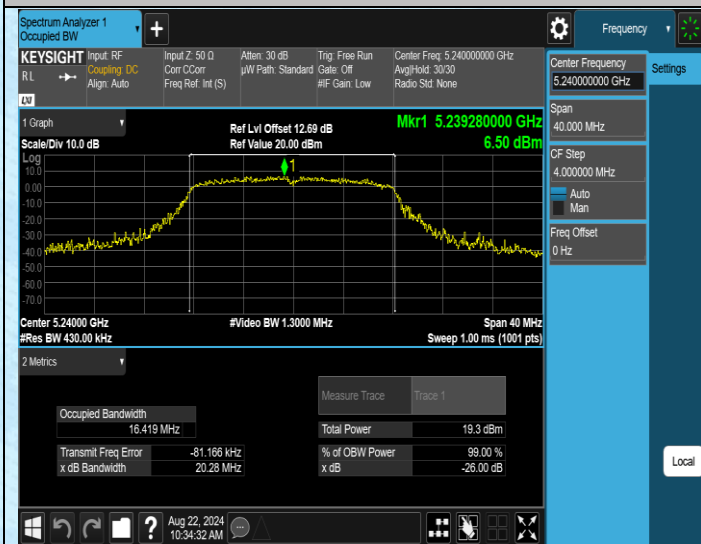 Spectrum Analyzer 1
Occupied BW
+
Frequency
KEYSIGHT
RL
LXI
Input: RF
Coupling: DC
Align: Auto
Input Z: 50 Ω
Corr CCorr
Freq Ref: Int (S)
Atten: 30 dB
µW Path: Standard
Trig: Free Run
Gate: Off
#IF Gain: Low
Center Freq: 5.240000000 GHz
Avg|Hold: 30/30
Radio Std: None
Center Frequency
5.240000000 GHz
Settings
Span
40.000 MHz
CF Step
4.000000 MHz
Auto
Man
Freq Offset
0 Hz
Local
1 Graph
Scale/Div 10.0 dB
Ref Lvl Offset 12.69 dB
Ref Value 20.00 dBm
Mkr1 5.239280000 GHz
6.50 dBm
Log
10.0
0.00
-10.0
-20.0
-30.0
-40.0
-50.0
-60.0
-70.0
1
Center 5.24000 GHz
#Res BW 430.00 kHz
#Video BW 1.3000 MHz
Span 40 MHz
Sweep 1.00 ms (1001 pts)
2 Metrics
Measure Trace
Trace 1
Occupied Bandwidth
16.419 MHz
Total Power
19.3 dBm
Transmit Freq Error
-81.166 kHz
% of OBW Power
99.00 %
x dB Bandwidth
20.28 MHz
x dB
-26.00 dB
?
Aug 22, 2024
10:34:32 AM